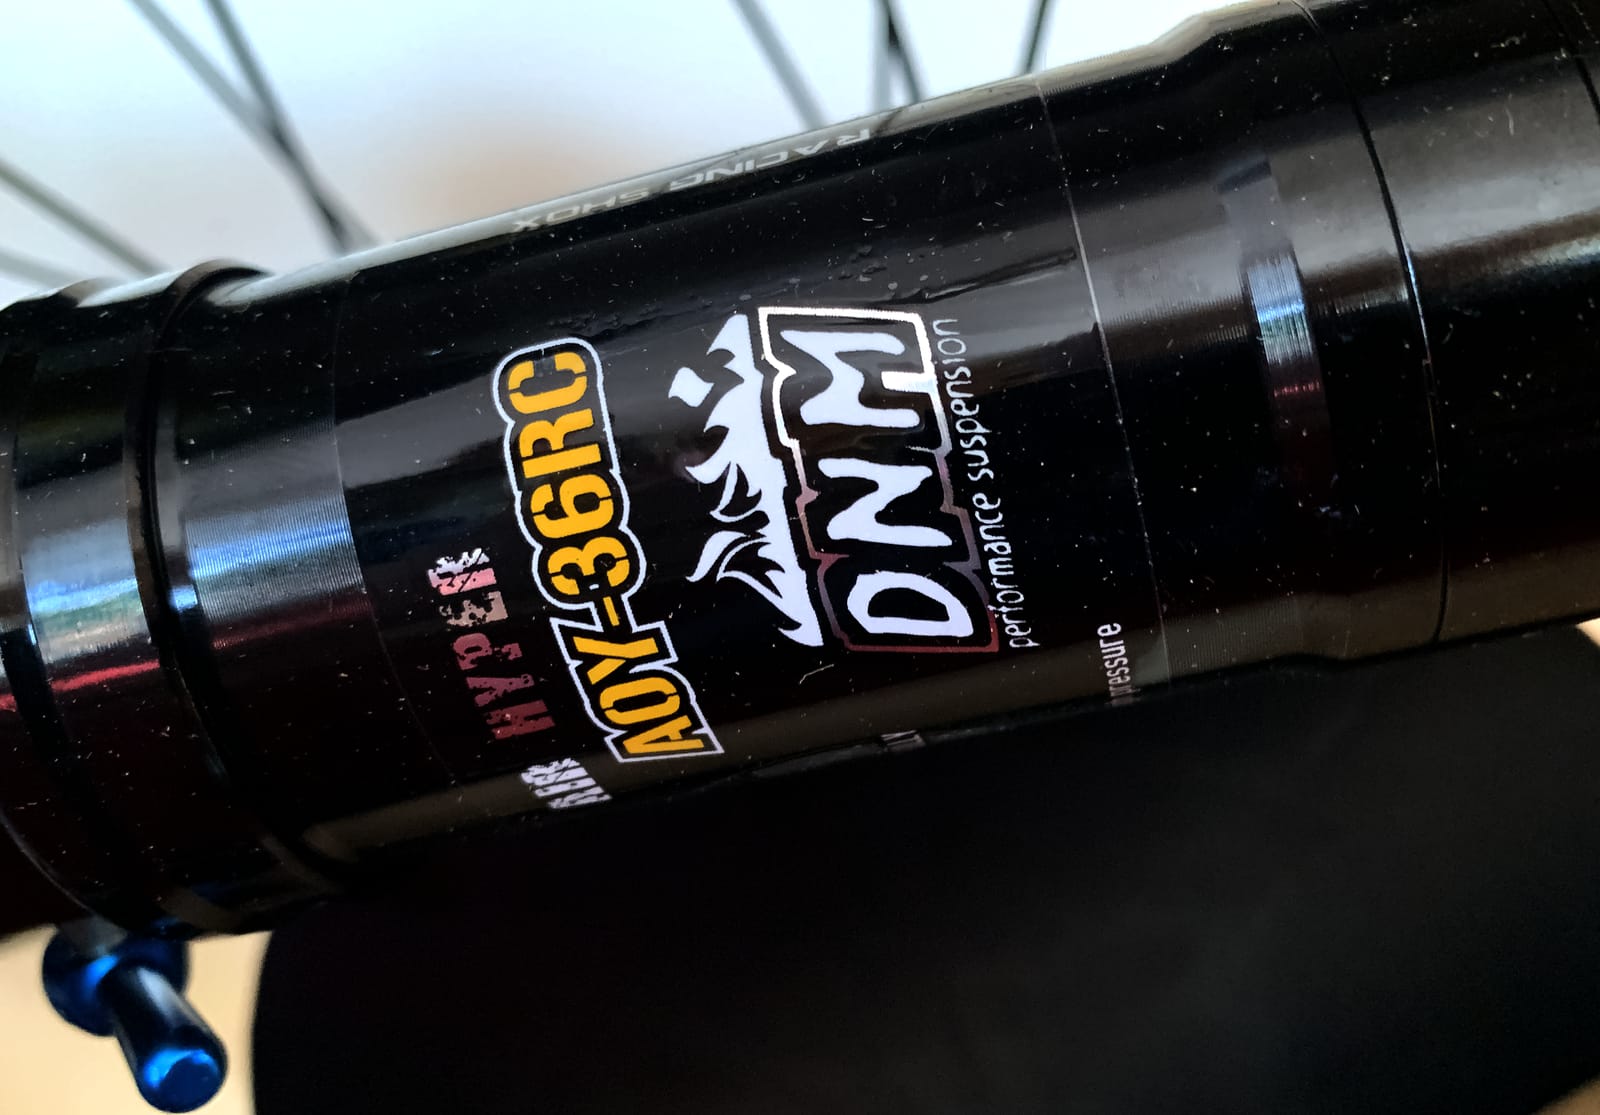 RACING SHOX
DNM
performance suspension
AOY-36RC
HYPER
pressure